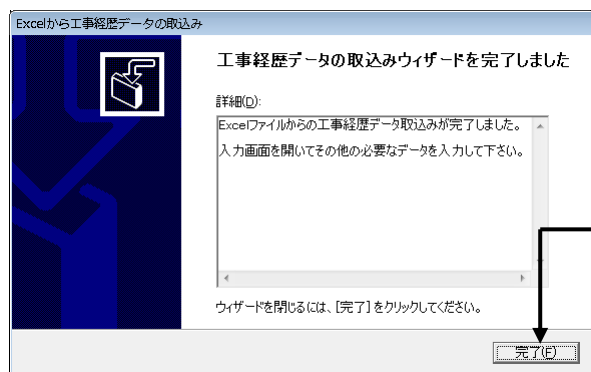 Excelから工事経歴データの取込み
工事経歴データの取込みウィザードを完了しました
詳細(D):
Excelファイルからの工事経歴データ取込みが完了しました。
入力画面を開いてその他の必要なデータを入力して下さい。
ウィザードを閉じるには、[完了]をクリックしてください。
完了(F)